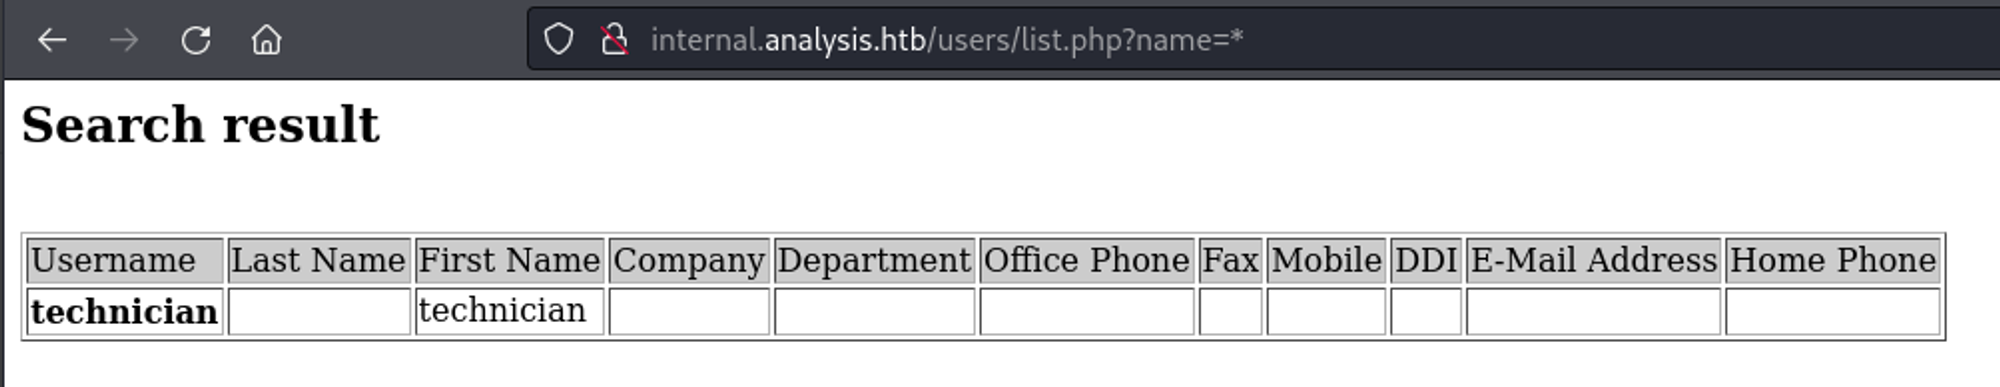 internal.analysis.htb/users/list.php?name=*
Search result
Username Last Name First Name Company Department Office Phone Fax Mobile DDI E-Mail Address Home Phone
technician technician